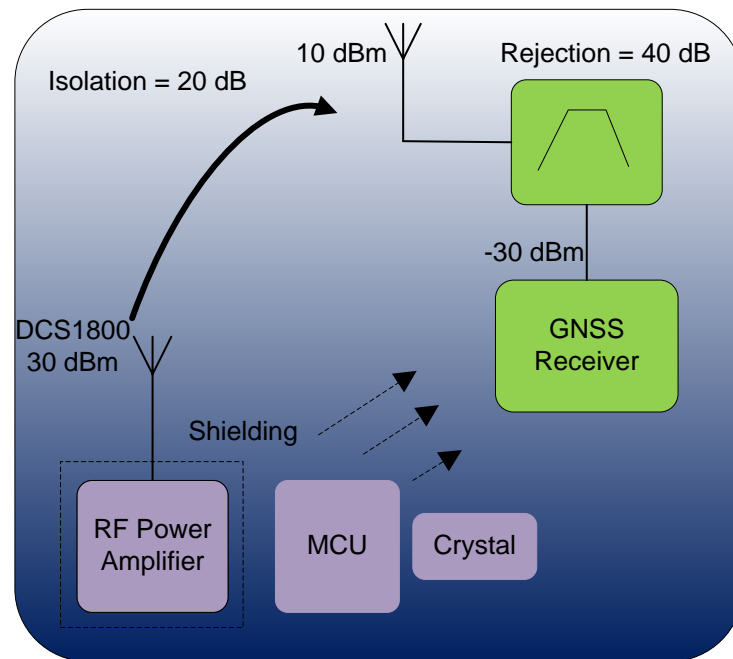 10 dBm
Rejection = 40 dB
Isolation = 20 dB
-30 dBm
GNSS
Receiver
DCS1800
30 dBm
Shielding
RF Power
Amplifier
MCU
Crystal